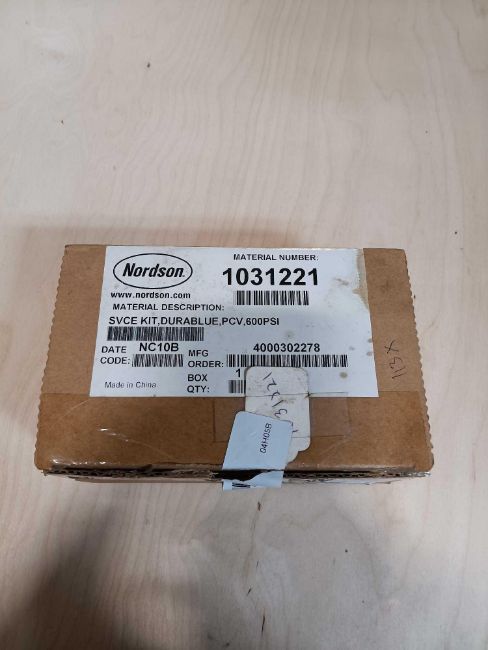 Nordson
MATERIAL NUMBER:
1031221
www.nordson.com
MATERIAL DESCRIPTION:
SVCE KIT,DURABLUE,PCV,600PSI
DATE CODE: NC10B
MFG ORDER: 4000302278
Made in China
BOX QTY: 1
04H05B